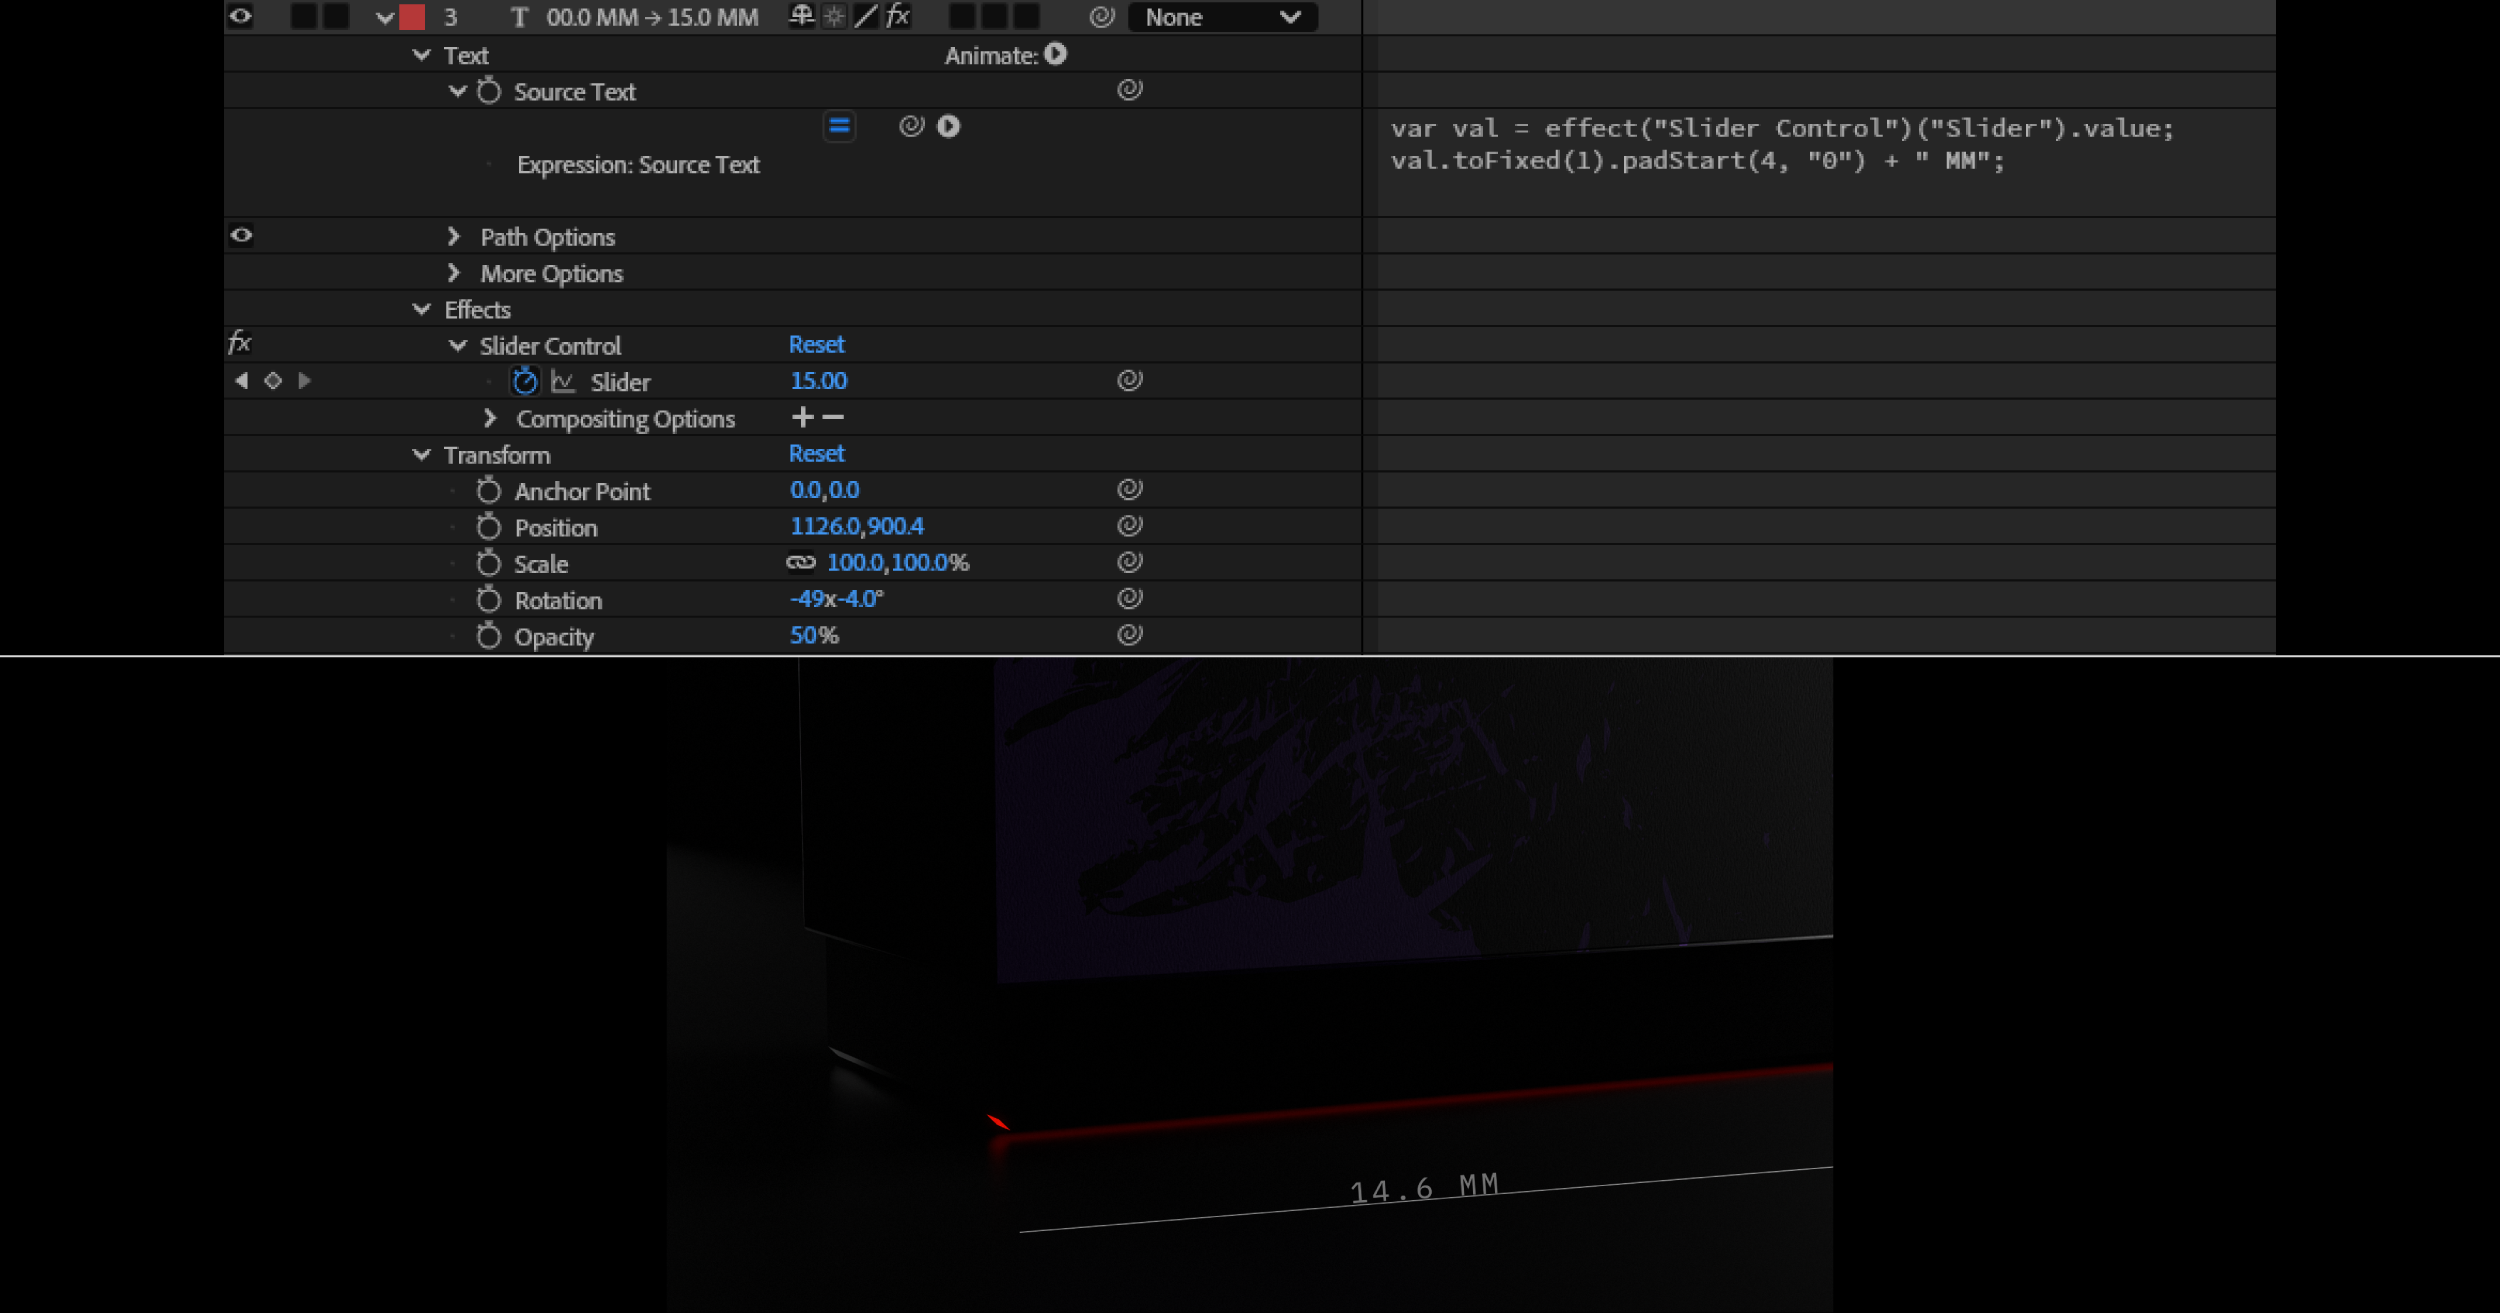 3 T 00.0 MM → 15.0 MM fx None
Text Animate:
Source Text
var val = effect("Slider Control")("Slider").value;
val.toFixed(1).padStart(4, "0") + " MM";
Expression: Source Text
Path Options
More Options
Effects
fx Slider Control Reset
Slider 15.00
Compositing Options + −
Transform Reset
Anchor Point 0.0,0.0
Position 1126.0,900.4
Scale 100.0,100.0%
Rotation -49x-4.0°
Opacity 50%
14.6 MM